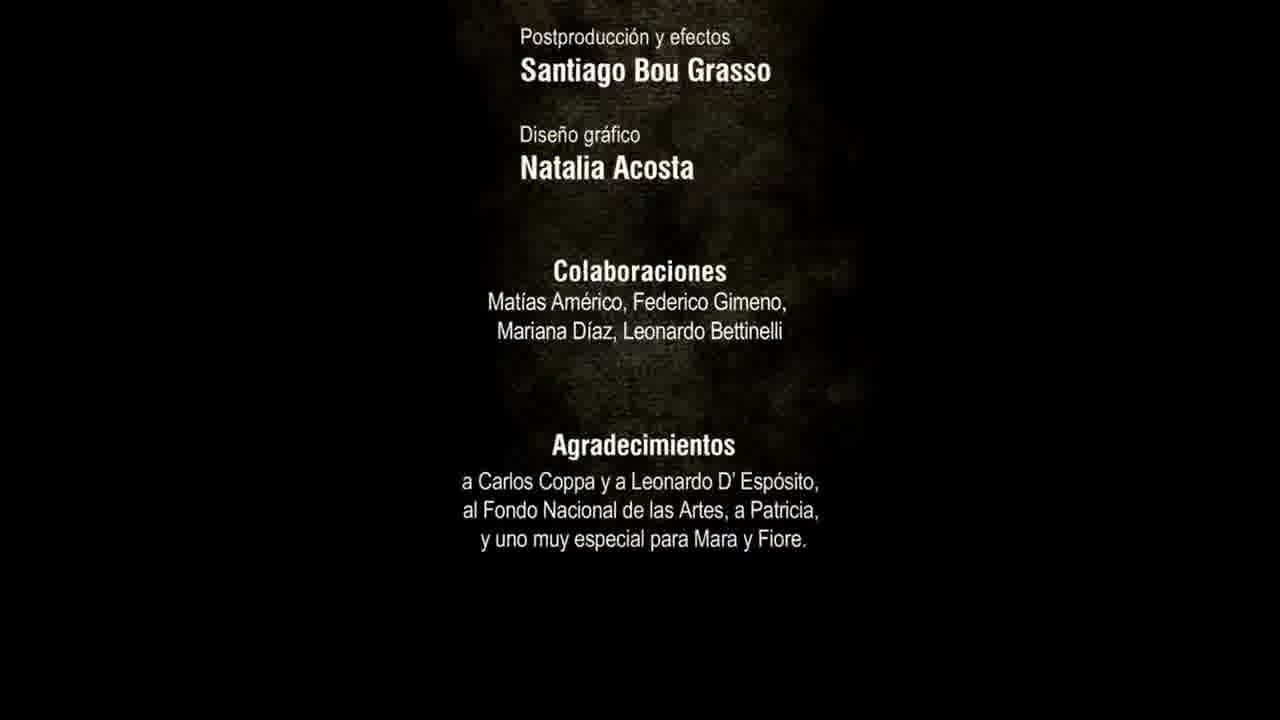 Postproducción y efectos
Santiago Bou Grasso
Diseño gráfico
Natalia Acosta
Colaboraciones
Matías Américo, Federico Gimeno,
Mariana Díaz, Leonardo Bettinelli
Agradecimientos
a Carlos Coppa y a Leonardo D' Espósito,
al Fondo Nacional de las Artes, a Patricia,
y uno muy especial para Mara y Fiore.